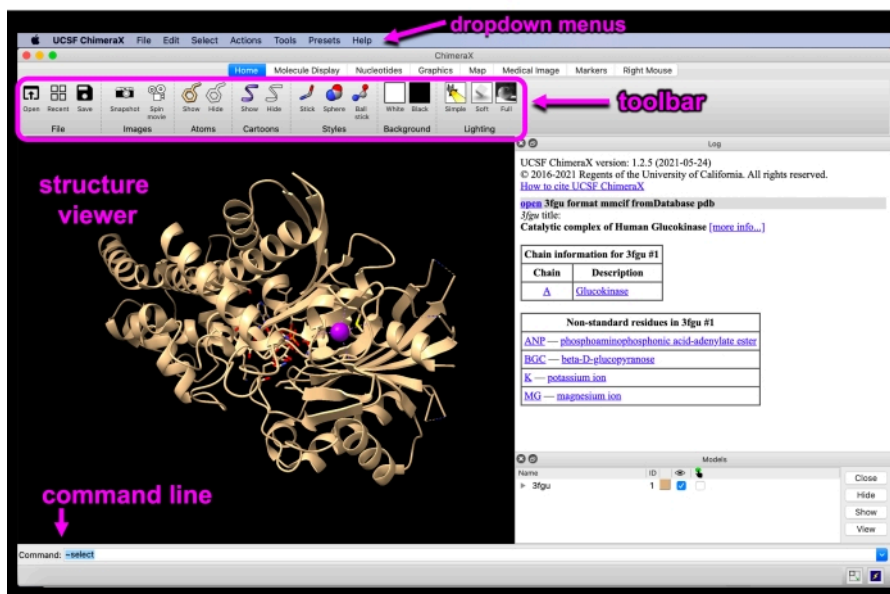 dropdown menus
UCSF ChimeraX File Edit Select Actions Tools Presets Help
ChimeraX
Home Molecule Display Nucleotides Graphics Map Medical Image Markers Right Mouse
toolbar
Open Recent Save Snapshot Spin movie Show Hide Show Hide Stick Sphere Ball stick White Black Simple Soft Full
File Images Atoms Cartoons Styles Background Lighting
structure
viewer
Log
UCSF ChimeraX version: 1.2.5 (2021-05-24)
© 2016-2021 Regents of the University of California. All rights reserved.
How to cite UCSF ChimeraX
open 3fgu format mmcif fromDatabase pdb
3fgu title:
Catalytic complex of Human Glucokinase [more info...]
Chain information for 3fgu #1
Chain Description
A Glucokinase
Non-standard residues in 3fgu #1
ANP — phosphoaminophosphonic acid-adenylate ester
BGC — beta-D-glucopyranose
K — potassium ion
MG — magnesium ion
Models
Name ID
3fgu 1
Close
Hide
Show
View
command line
Command: ~select